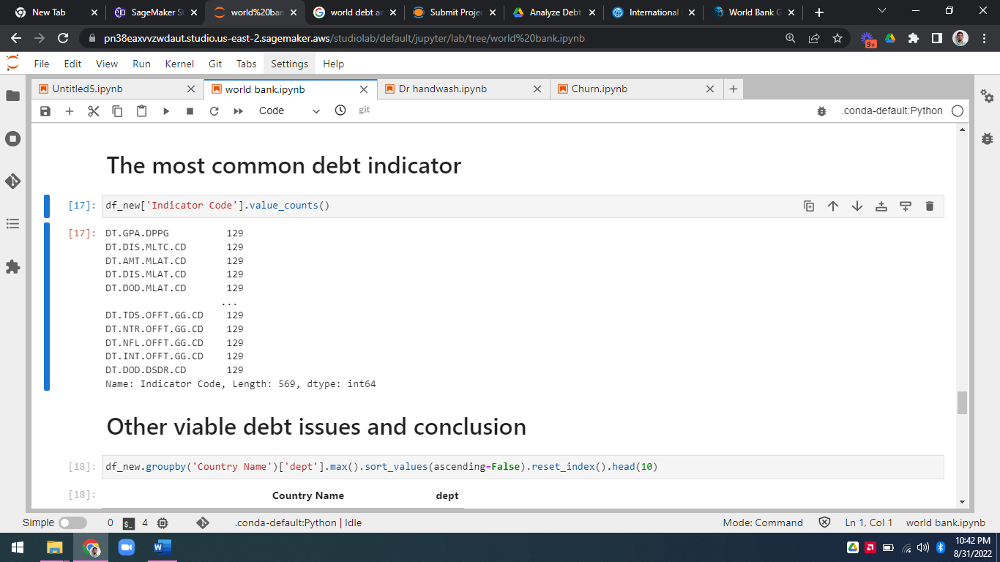 New Tab
SageMaker St
world%20ban
world debt an
Submit Projec
Analyze Debt
International
World Bank G
pn38eaxvvzwdaut.studio.us-east-2.sagemaker.aws/studiolab/default/jupyter/lab/tree/world%20bank.ipynb
9+
File Edit View Run Kernel Git Tabs Settings Help
Untitled5.ipynb
world bank.ipynb
Dr handwash.ipynb
Churn.ipynb
Code
git
.conda-default:Python
The most common debt indicator
[17]: df_new['Indicator Code'].value_counts()
[17]: DT.GPA.DPPG 129
DT.DIS.MLTC.CD 129
DT.AMT.MLAT.CD 129
DT.DIS.MLAT.CD 129
DT.DOD.MLAT.CD 129
...
DT.TDS.OFFT.GG.CD 129
DT.NTR.OFFT.GG.CD 129
DT.NFL.OFFT.GG.CD 129
DT.INT.OFFT.GG.CD 129
DT.DOD.DSDR.CD 129
Name: Indicator Code, Length: 569, dtype: int64
Other viable debt issues and conclusion
[18]: df_new.groupby('Country Name')['dept'].max().sort_values(ascending=False).reset_index().head(10)
[18]: Country Name dept
Simple 0 $_ 4 .conda-default:Python | Idle Mode: Command Ln 1, Col 1 world bank.ipynb
10:42 PM
8/31/2022